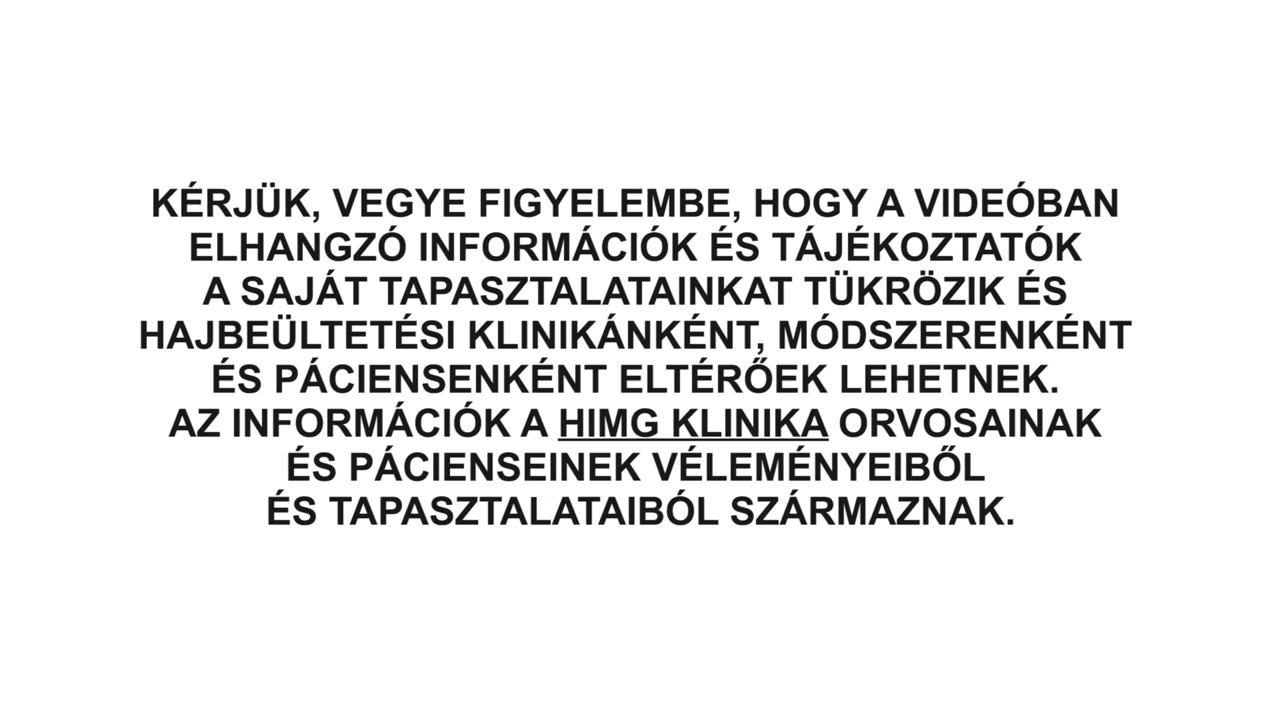 KÉRJÜK, VEGYE FIGYELEMBE, HOGY A VIDEÓBAN
ELHANGZÓ INFORMÁCIÓK ÉS TÁJÉKOZTATÓK
A SAJÁT TAPASZTALATAINKAT TÜKRÖZIK ÉS
HAJBEÜLTETÉSI KLINIKÁNKÉNT, MÓDSZERENKÉNT
ÉS PÁCIENSENKÉNT ELTÉRŐEK LEHETNEK.
AZ INFORMÁCIÓK A HIMG KLINIKA ORVOSAINAK
ÉS PÁCIENSEINEK VÉLEMÉNYEIBŐL
ÉS TAPASZTALATAIBÓL SZÁRMAZNAK.